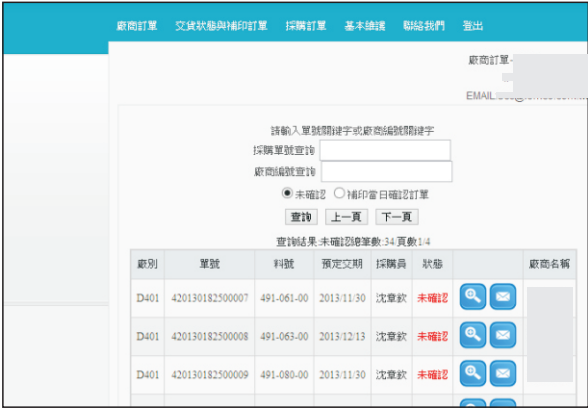 廠商訂單 交貨狀態與補印訂單 採購訂單 基本維護 聯絡我們 登出
廠商訂單-
EMAIL
請輸入單號關鍵字或廠商編號關鍵字
採購單號查詢
廠商編號查詢
未確認 補印當日確認訂單
查詢 上一頁 下一頁
查詢結果:未確認總筆數:34.頁數1/4
廠別 單號 料號 預定交期 採購員 狀態 廠商名稱
D401 420130182500007 491-061-00 2013/11/30 沈章欽 未確認
D401 420130182500008 491-063-00 2013/12/13 沈章欽 未確認
D401 420130182500009 491-080-00 2013/11/30 沈章欽 未確認